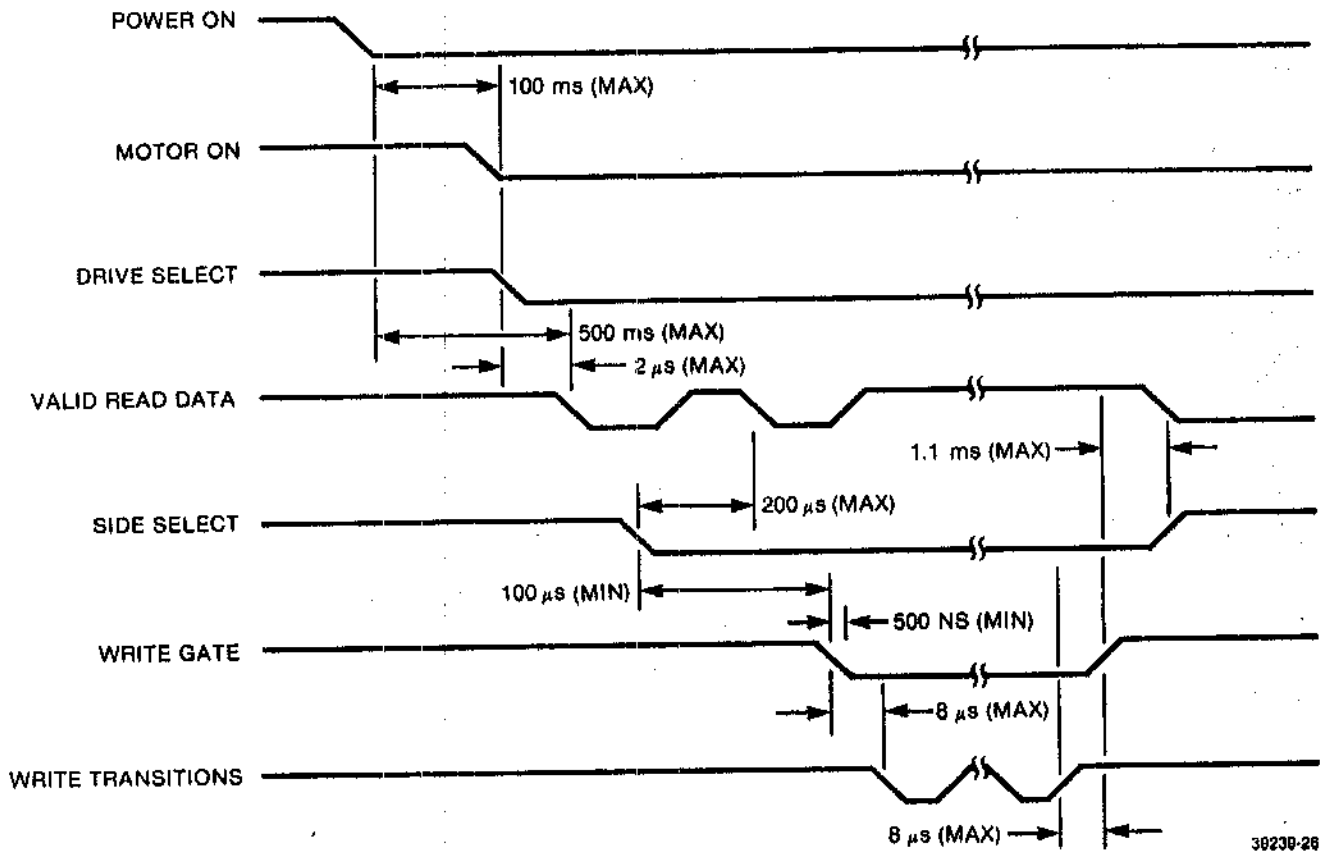 POWER ON
100 ms (MAX)
MOTOR ON
DRIVE SELECT
500 ms (MAX)
2 μs (MAX)
VALID READ DATA
1.1 ms (MAX)
200 μs (MAX)
SIDE SELECT
100 μs (MIN)
500 NS (MIN)
WRITE GATE
8 μs (MAX)
WRITE TRANSITIONS
8 μs (MAX)
39239-26